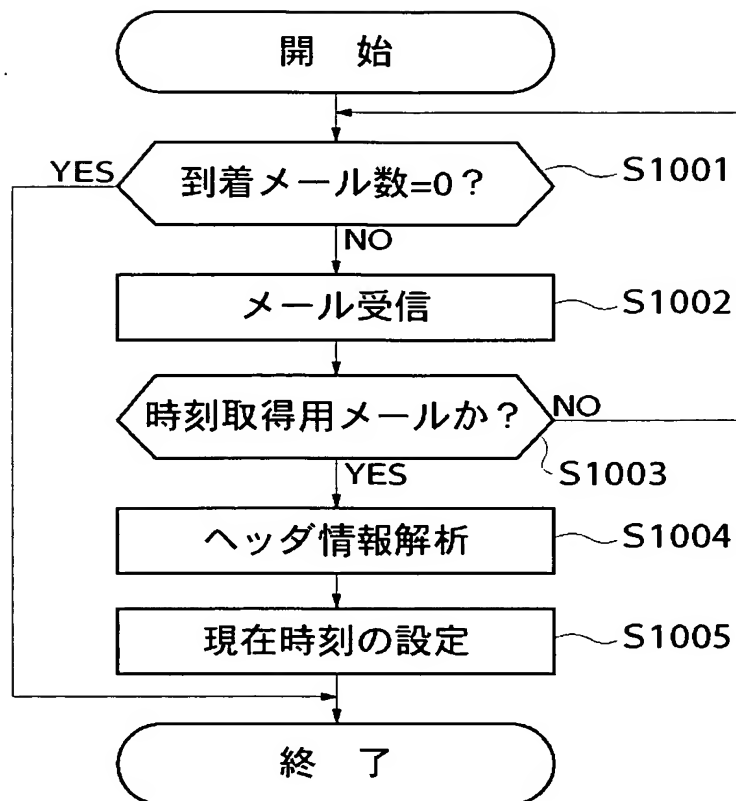 開 始
YES
到着メール数=0?
S1001
NO
メール受信
S1002
時刻取得用メールか?
NO
S1003
YES
ヘッダ情報解析
S1004
現在時刻の設定
S1005
終 了